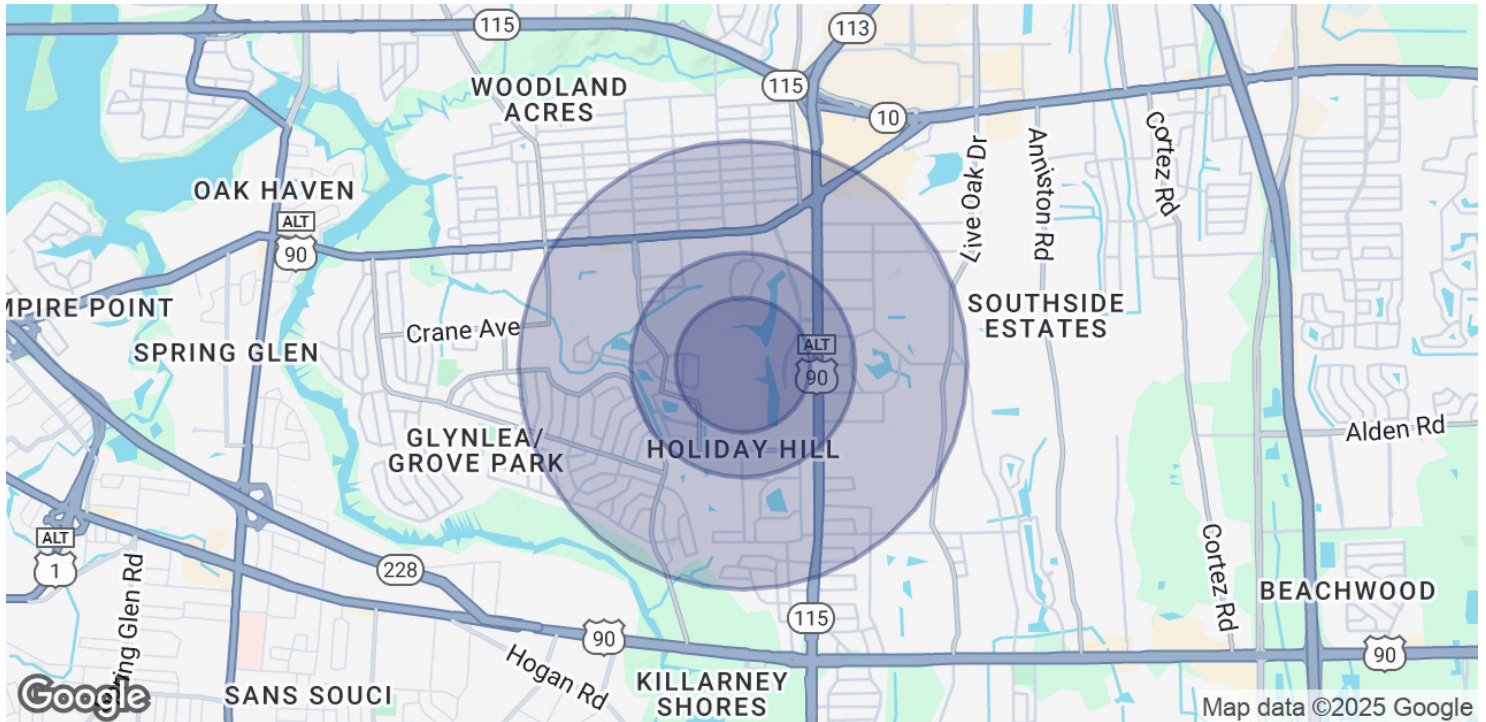 115
113
WOODLAND
ACRES
115
10
Live Oak Dr
Anniston Rd
Cortez Rd
OAK HAVEN
ALT
90
MPIRE POINT
Crane Ave
SPRING GLEN
SOUTHSIDE
ESTATES
ALT
90
GLYNLEA/
GROVE PARK
HOLIDAY HILL
Alden Rd
ALT
1
228
Cortez Rd
Spring Glen Rd
BEACHWOOD
115
90
90
Hogan Rd
KILLARNEY
SHORES
SANS SOUCI
Google
Map data ©2025 Google